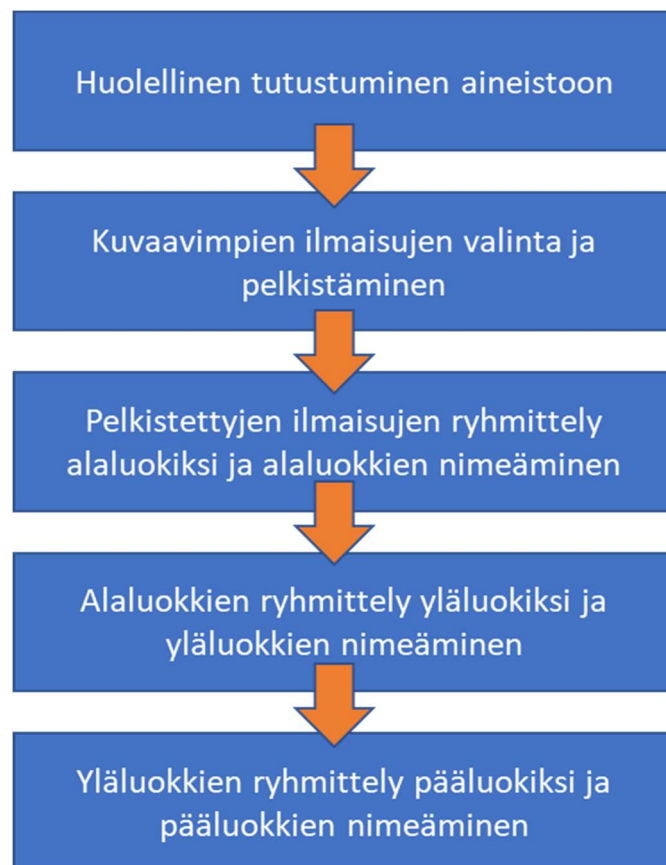 Huolellinen tutustuminen aineistoon
Kuvaavimpien ilmaisujen valinta ja
pelkistäminen
Pelkistettyjen ilmaisujen ryhmittely
alaluokiksi ja alaluokkien nimeäminen
Alaluokkien ryhmittely yläluokiksi ja
yläluokkien nimeäminen
Yläluokkien ryhmittely pääluokiksi ja
pääluokkien nimeäminen